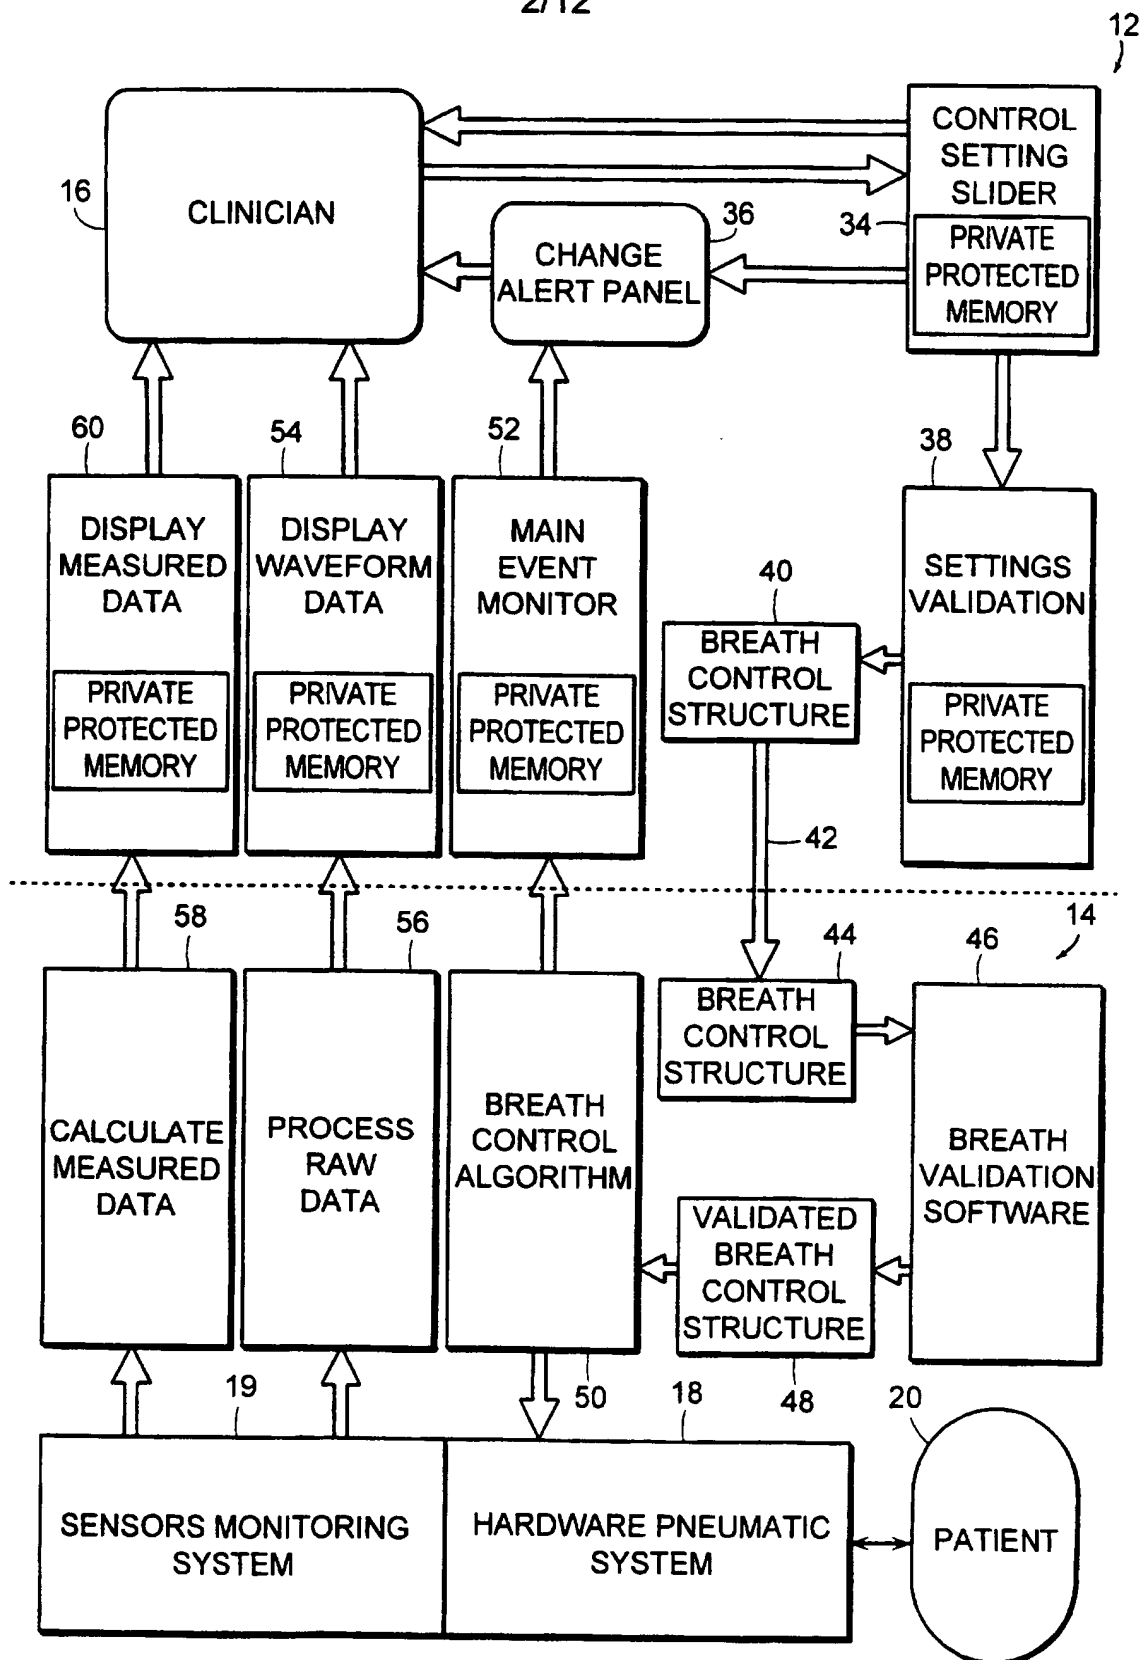 2/12
12
CONTROL
SETTING
SLIDER
34
PRIVATE
PROTECTED
MEMORY
16
CLINICIAN
36
CHANGE
ALERT PANEL
60
DISPLAY
MEASURED
DATA
PRIVATE
PROTECTED
MEMORY
54
DISPLAY
WAVEFORM
DATA
PRIVATE
PROTECTED
MEMORY
52
MAIN
EVENT
MONITOR
PRIVATE
PROTECTED
MEMORY
40
BREATH
CONTROL
STRUCTURE
42
38
SETTINGS
VALIDATION
PRIVATE
PROTECTED
MEMORY
58
CALCULATE
MEASURED
DATA
56
PROCESS
RAW
DATA
BREATH
CONTROL
ALGORITHM
50
44
BREATH
CONTROL
STRUCTURE
14
46
BREATH
VALIDATION
SOFTWARE
VALIDATED
BREATH
CONTROL
STRUCTURE
48
19
SENSORS MONITORING
SYSTEM
18
HARDWARE PNEUMATIC
SYSTEM
20
PATIENT